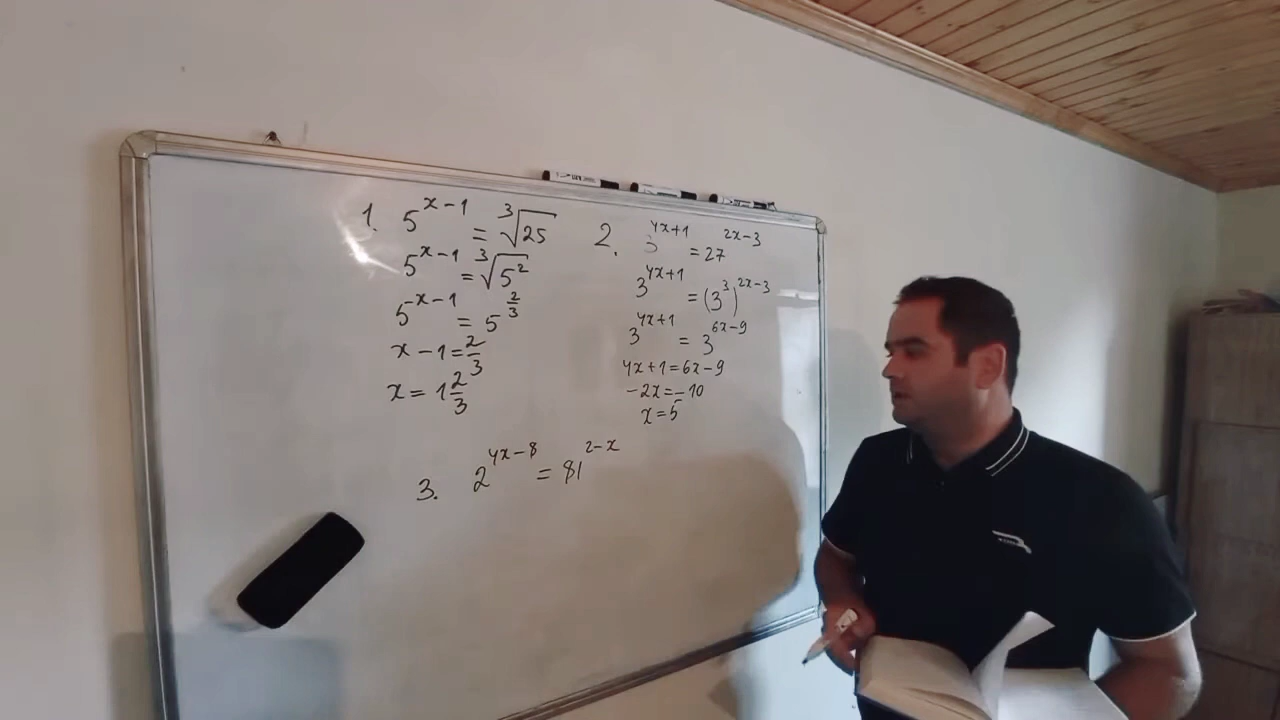 1. 5^{x-1} = ∛25
5^{x-1} = ∛5²
5^{x-1} = 5^{2/3}
x-1 = 2/3
x = 1 2/3
2. 3^{4x+1} = 27^{2x-3}
3^{4x+1} = (3³)^{2x-3}
3^{4x+1} = 3^{6x-9}
4x+1 = 6x-9
-2x = -10
x = 5
3. 2^{4x-8} = 81^{2-x}